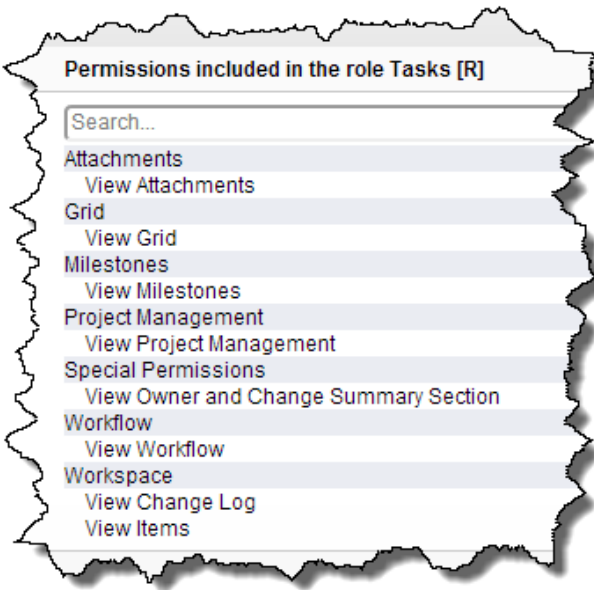 Permissions included in the role Tasks [R]
Search...
Attachments
View Attachments
Grid
View Grid
Milestones
View Milestones
Project Management
View Project Management
Special Permissions
View Owner and Change Summary Section
Workflow
View Workflow
Workspace
View Change Log
View Items